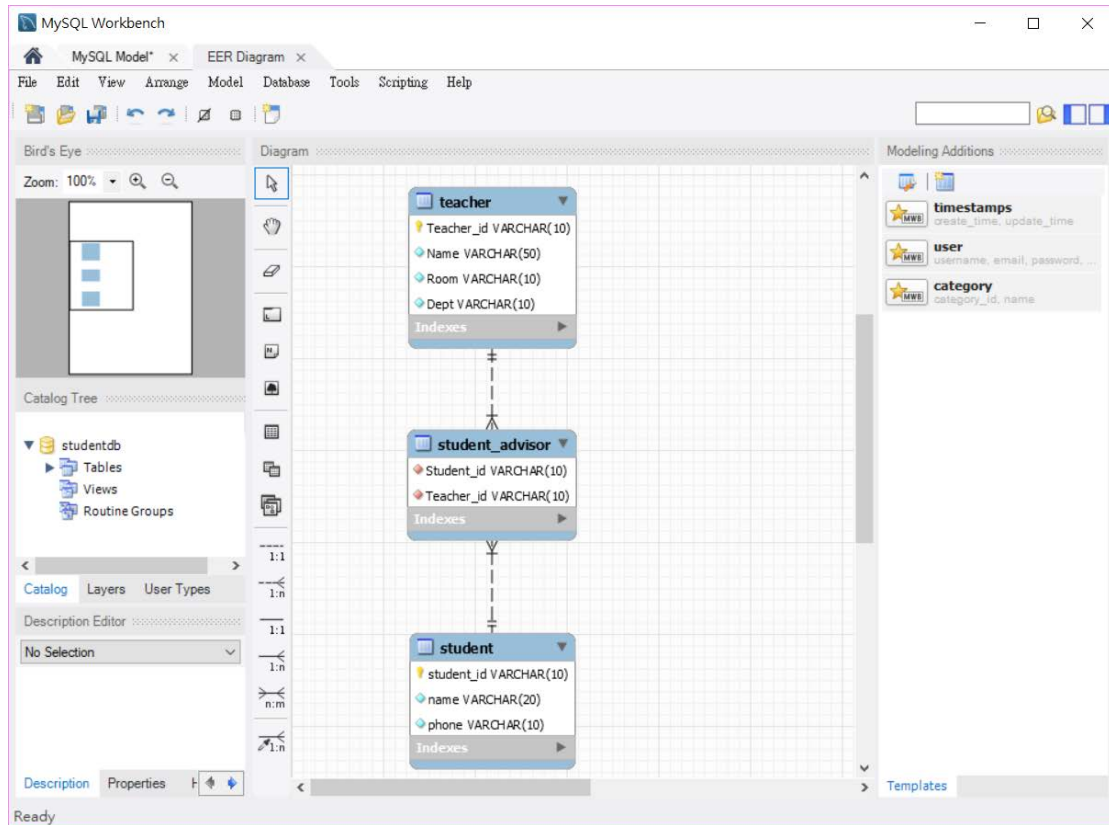 MySQL Workbench
MySQL Model* × EER Diagram ×
File Edit View Arrange Model Database Tools Scripting Help
Bird's Eye
Zoom: 100%
Catalog Tree
studentdb
Tables
Views
Routine Groups
Catalog Layers User Types
Description Editor
No Selection
Description Properties H
Ready
Diagram
1:1
1:n
1:1
1:n
n:m
1:n
teacher
Teacher_id VARCHAR(10)
Name VARCHAR(50)
Room VARCHAR(10)
Dept VARCHAR(10)
Indexes
student_advisor
Student_id VARCHAR(10)
Teacher_id VARCHAR(10)
Indexes
student
student_id VARCHAR(10)
name VARCHAR(20)
phone VARCHAR(10)
Indexes
Modeling Additions
MWB timestamps
create_time, update_time
MWB user
username, email, password, ...
MWB category
category_id, name
Templates